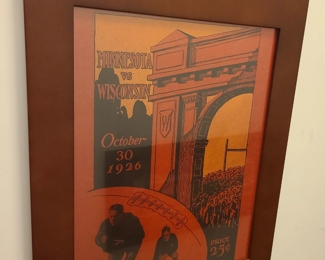 MINNESOTA
VS
WISCONSIN
October
30
1926
W
PRICE
25¢